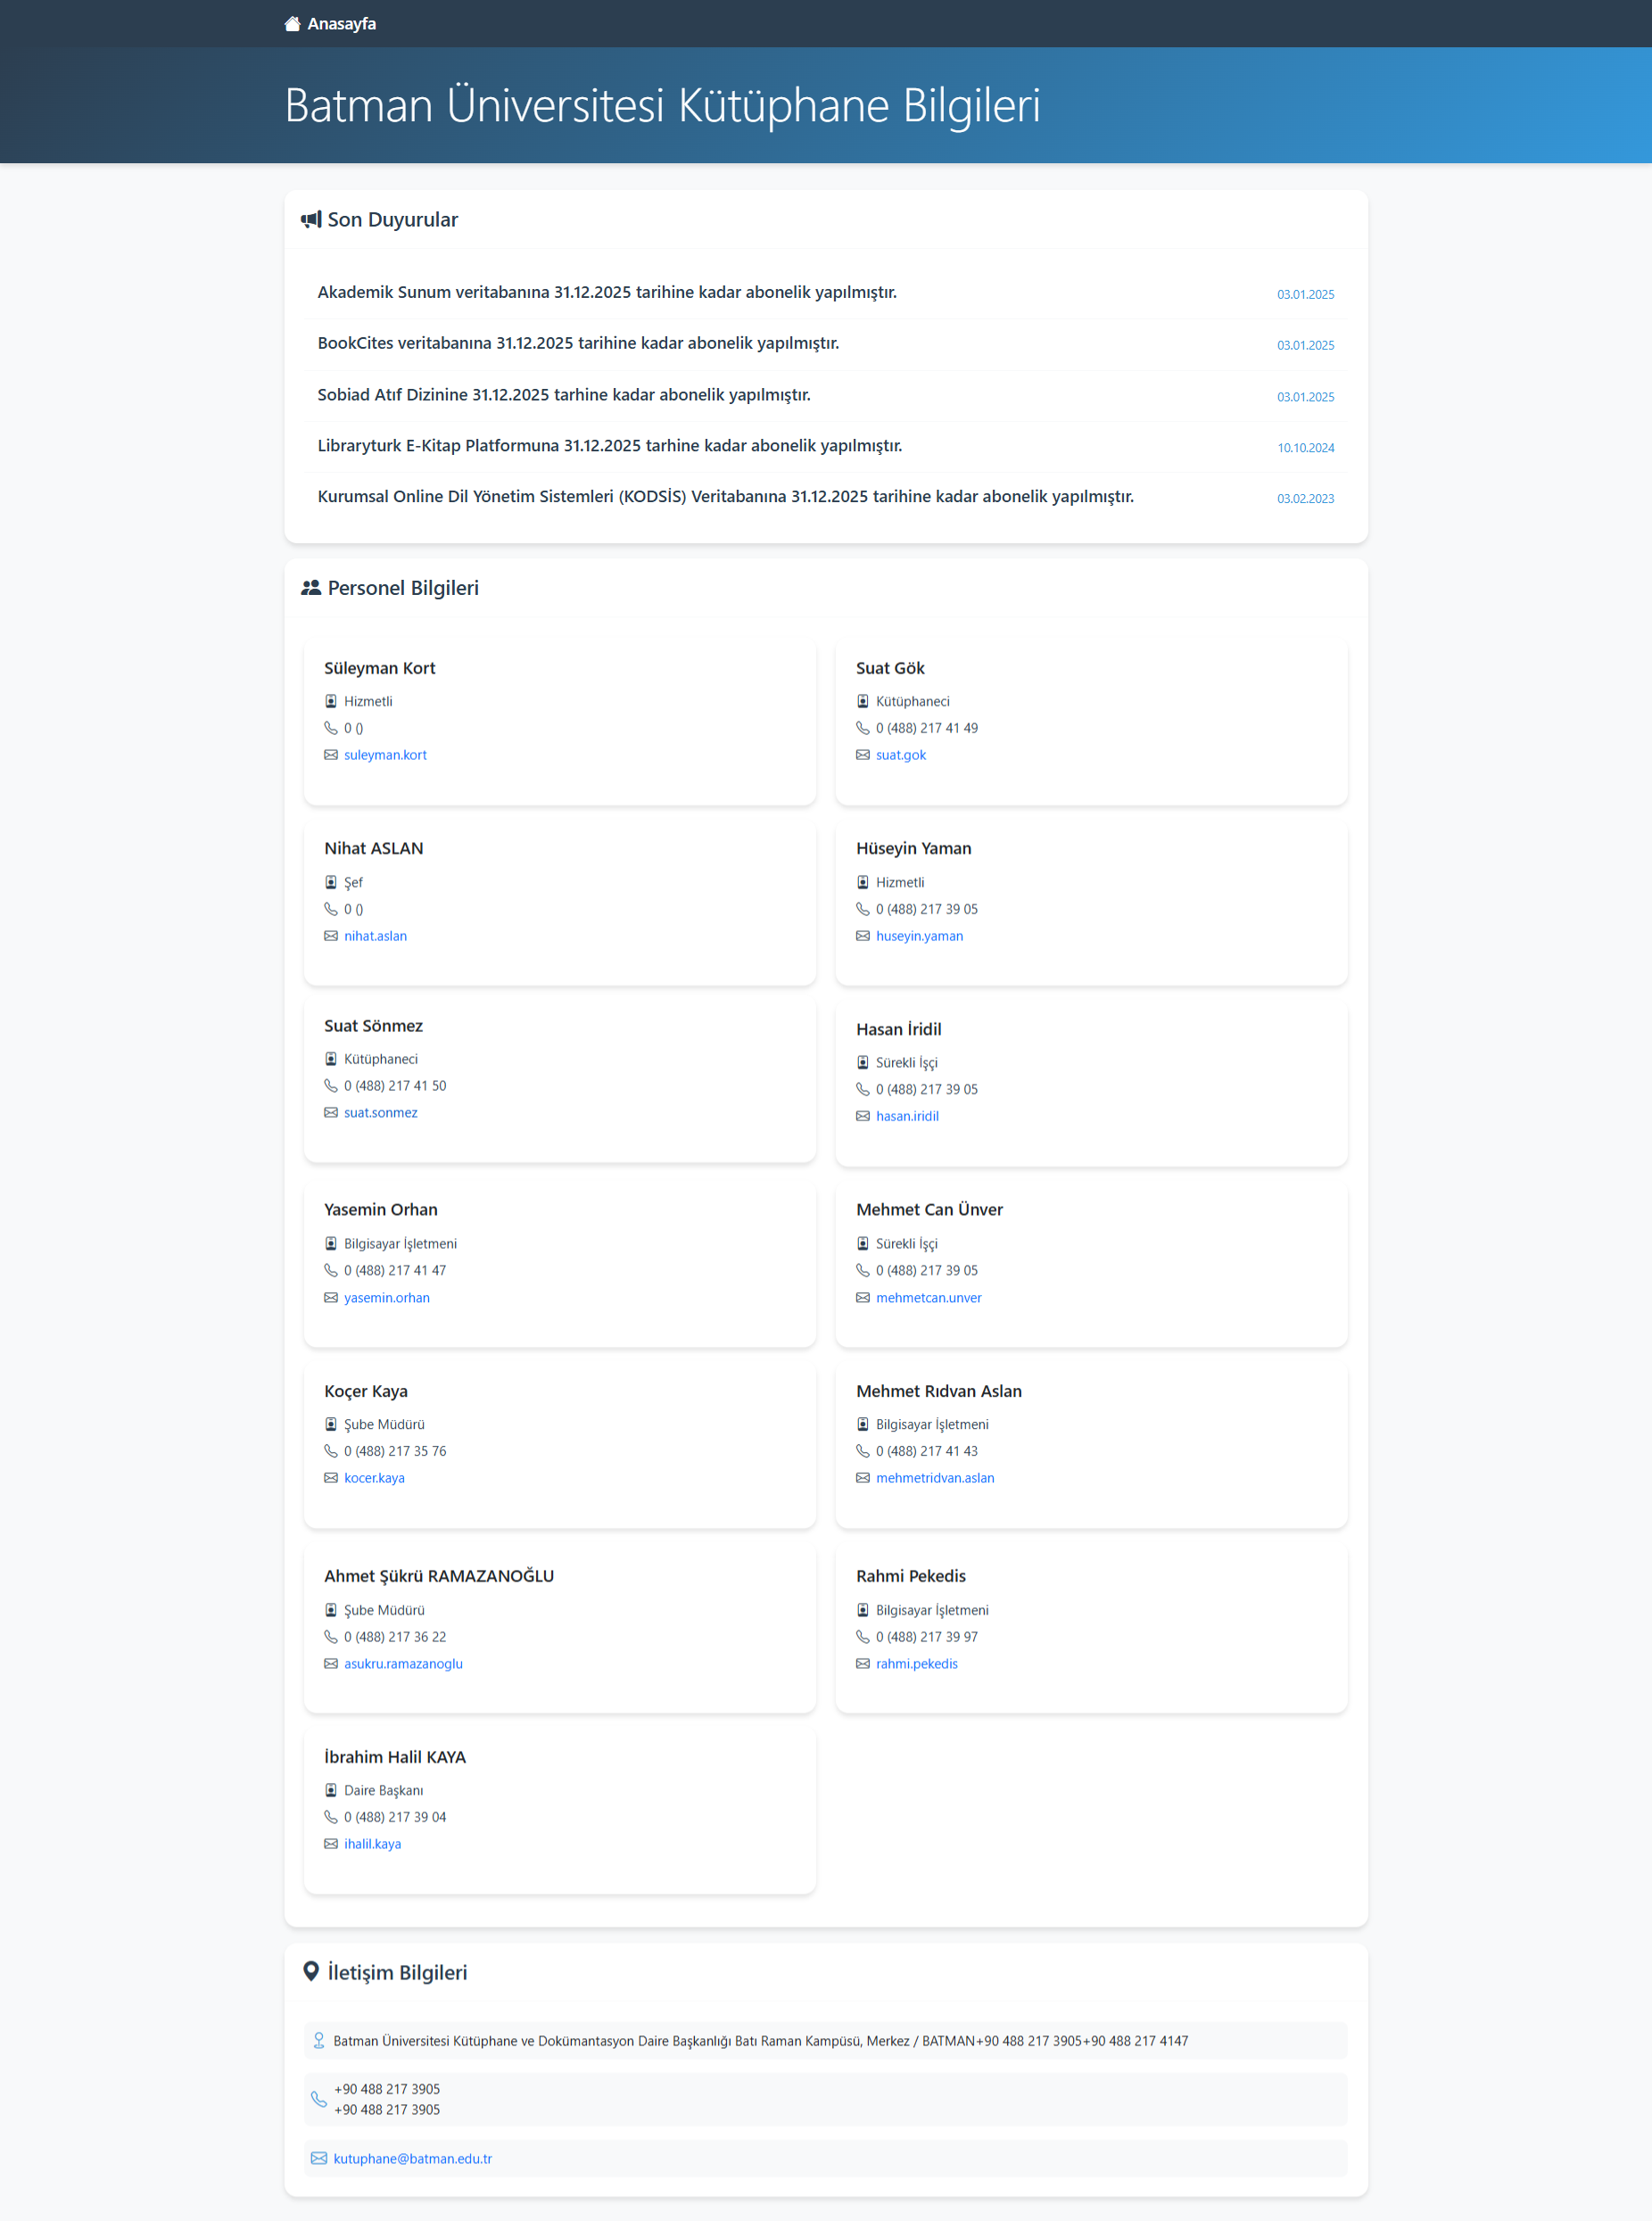 Anasayfa
Batman Üniversitesi Kütüphane Bilgileri
Son Duyurular
Akademik Sunum veritabanına 31.12.2025 tarihine kadar abonelik yapılmıştır. 03.01.2025
BookCites veritabanına 31.12.2025 tarihine kadar abonelik yapılmıştır. 03.01.2025
Sobiad Atıf Dizinine 31.12.2025 tarhine kadar abonelik yapılmıştır. 03.01.2025
Libraryturk E-Kitap Platformuna 31.12.2025 tarhine kadar abonelik yapılmıştır. 10.10.2024
Kurumsal Online Dil Yönetim Sistemleri (KODSİS) Veritabanına 31.12.2025 tarihine kadar abonelik yapılmıştır. 03.02.2023
Personel Bilgileri
Süleyman Kort
Hizmetli
0 ()
suleyman.kort
Suat Gök
Kütüphaneci
0 (488) 217 41 49
suat.gok
Nihat ASLAN
Şef
0 ()
nihat.aslan
Hüseyin Yaman
Hizmetli
0 (488) 217 39 05
huseyin.yaman
Suat Sönmez
Kütüphaneci
0 (488) 217 41 50
suat.sonmez
Hasan İridil
Sürekli İşçi
0 (488) 217 39 05
hasan.iridil
Yasemin Orhan
Bilgisayar İşletmeni
0 (488) 217 41 47
yasemin.orhan
Mehmet Can Ünver
Sürekli İşçi
0 (488) 217 39 05
mehmetcan.unver
Koçer Kaya
Şube Müdürü
0 (488) 217 35 76
kocer.kaya
Mehmet Rıdvan Aslan
Bilgisayar İşletmeni
0 (488) 217 41 43
mehmetridvan.aslan
Ahmet Şükrü RAMAZANOĞLU
Şube Müdürü
0 (488) 217 36 22
asukru.ramazanoglu
Rahmi Pekedis
Bilgisayar İşletmeni
0 (488) 217 39 97
rahmi.pekedis
İbrahim Halil KAYA
Daire Başkanı
0 (488) 217 39 04
ihalil.kaya
İletişim Bilgileri
Batman Üniversitesi Kütüphane ve Dokümantasyon Daire Başkanlığı Batı Raman Kampüsü, Merkez / BATMAN+90 488 217 3905+90 488 217 4147
+90 488 217 3905
+90 488 217 3905
kutuphane@batman.edu.tr